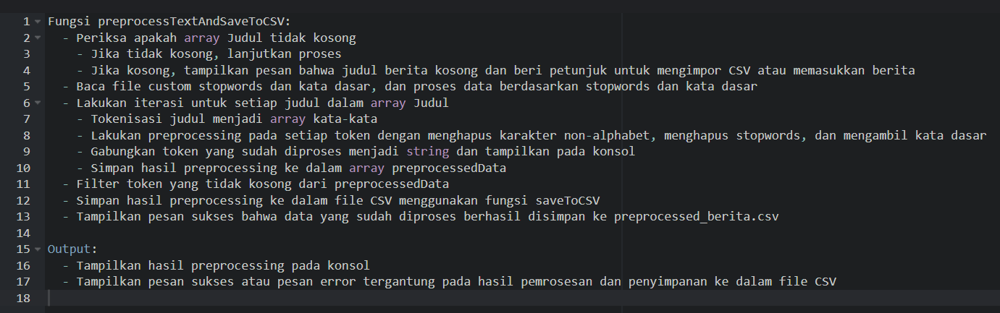 1 Fungsi preprocessTextAndSaveToCSV:
2 - Periksa apakah array Judul tidak kosong
3 - Jika tidak kosong, lanjutkan proses
4 - Jika kosong, tampilkan pesan bahwa judul berita kosong dan beri petunjuk untuk mengimpor CSV atau memasukkan berita
5 - Baca file custom stopwords dan kata dasar, dan proses data berdasarkan stopwords dan kata dasar
6 - Lakukan iterasi untuk setiap judul dalam array Judul
7 - Tokenisasi judul menjadi array kata-kata
8 - Lakukan preprocessing pada setiap token dengan menghapus karakter non-alphabet, menghapus stopwords, dan mengambil kata dasar
9 - Gabungkan token yang sudah diproses menjadi string dan tampilkan pada konsol
10 - Simpan hasil preprocessing ke dalam array preprocessedData
11 - Filter token yang tidak kosong dari preprocessedData
12 - Simpan hasil preprocessing ke dalam file CSV menggunakan fungsi saveToCSV
13 - Tampilkan pesan sukses bahwa data yang sudah diproses berhasil disimpan ke preprocessed_berita.csv
14
15 Output:
16 - Tampilkan hasil preprocessing pada konsol
17 - Tampilkan pesan sukses atau pesan error tergantung pada hasil pemrosesan dan penyimpanan ke dalam file CSV
18